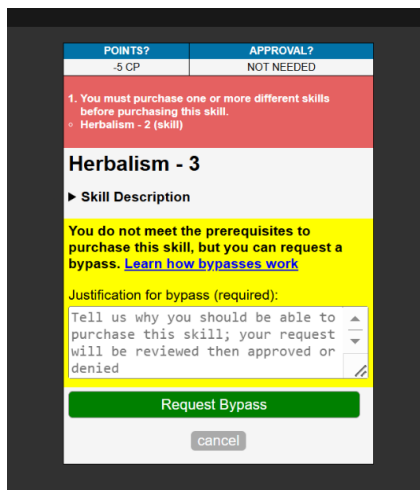 POINTS? APPROVAL?
-5 CP NOT NEEDED
1. You must purchase one or more different skills
before purchasing this skill.
○ Herbalism - 2 (skill)
Herbalism - 3
▶ Skill Description
You do not meet the prerequisites to
purchase this skill, but you can request a
bypass. Learn how bypasses work
Justification for bypass (required):
Tell us why you should be able to
purchase this skill; your request
will be reviewed then approved or
denied
Request Bypass
cancel